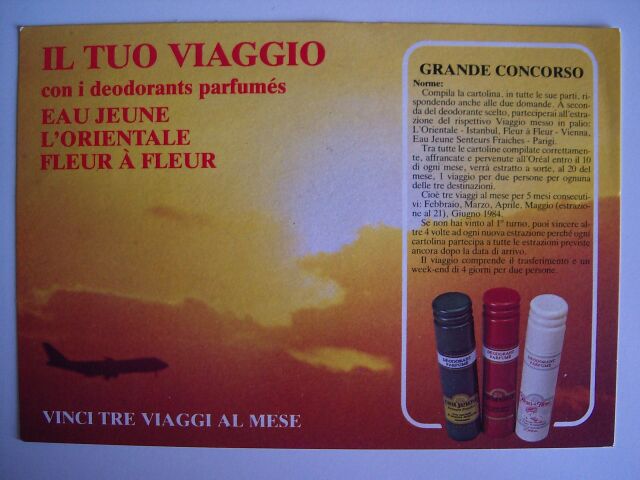 IL TUO VIAGGIO
con i deodorants parfumés
EAU JEUNE
L'ORIENTALE
FLEUR À FLEUR
GRANDE CONCORSO
Norme:
Compila la cartolina, in tutte le sue parti, ri-
spondendo anche alle due domande. A secon-
da del deodorante scelto, parteciperai all'estra-
zione del rispettivo Viaggio messo in palio:
L'Orientale - Istanbul, Fleur à Fleur - Vienna,
Eau Jeune Senteurs Fraiches - Parigi.
Tra tutte le cartoline compilate correttamen-
te, affrancate e pervenute all'Oréal entro il 10
di ogni mese, verrà estratto a sorte, al 20 del
mese, 1 viaggio per due persone per ognuna
delle tre destinazioni.
Cioè tre viaggi al mese per 5 mesi consecuti-
vi: Febbraio, Marzo, Aprile, Maggio (estrazio-
ne al 21), Giugno 1984.
Se non hai vinto al 1° turno, puoi vincere al-
tre 4 volte ad ogni nuova estrazione perché ogni
cartolina partecipa a tutte le estrazioni previste
ancora dopo la data di arrivo.
Il viaggio comprende il trasferimento e un
week-end di 4 giorni per due persone.
DEODORANT
PARFUMÉ
DEODORANT
PARFUMÉ
DEODORANT
PARFUMÉ
VINCI TRE VIAGGI AL MESE